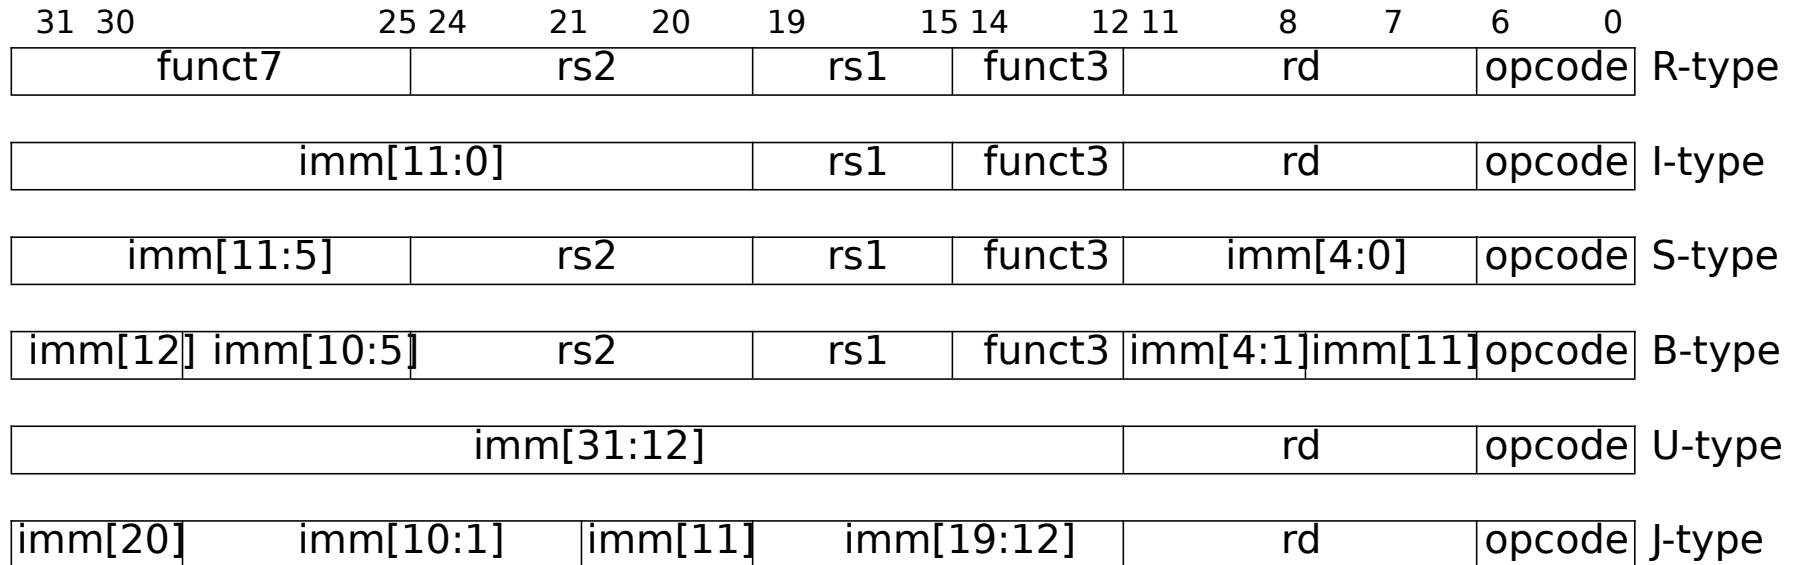 31 30 25 24 21 20 19 15 14 12 11 8 7 6 0
funct7 rs2 rs1 funct3 rd opcode R-type
imm[11:0] rs1 funct3 rd opcode I-type
imm[11:5] rs2 rs1 funct3 imm[4:0] opcode S-type
imm[12] imm[10:5] rs2 rs1 funct3 imm[4:1] imm[11] opcode B-type
imm[31:12] rd opcode U-type
imm[20] imm[10:1] imm[11] imm[19:12] rd opcode J-type